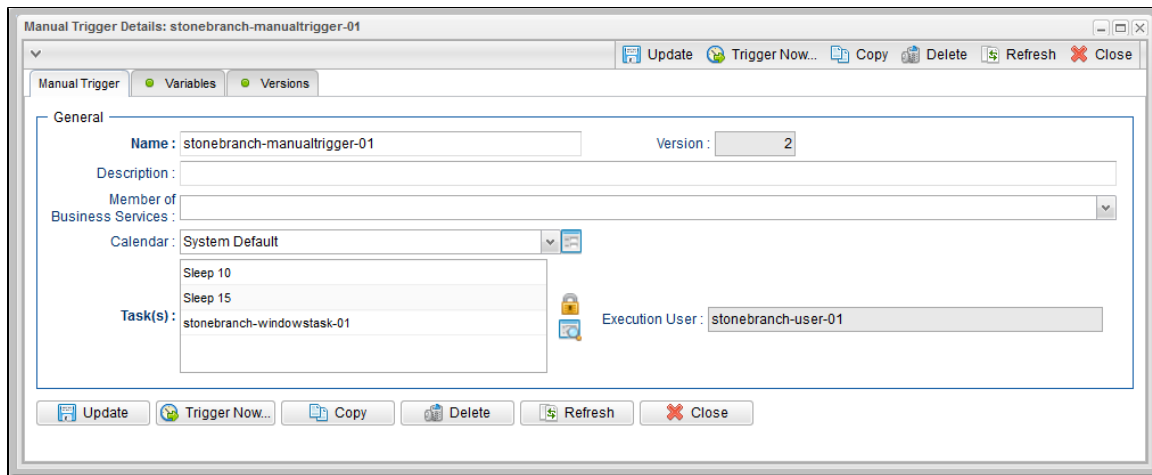 Manual Trigger Details: stonebranch-manualtrigger-01
Update Trigger Now... Copy Delete Refresh Close
Manual Trigger Variables Versions
General
Name : stonebranch-manualtrigger-01 Version : 2
Description :
Member of
Business Services :
Calendar : System Default
Sleep 10
Sleep 15
Task(s) : stonebranch-windowstask-01 Execution User : stonebranch-user-01
Update Trigger Now... Copy Delete Refresh Close